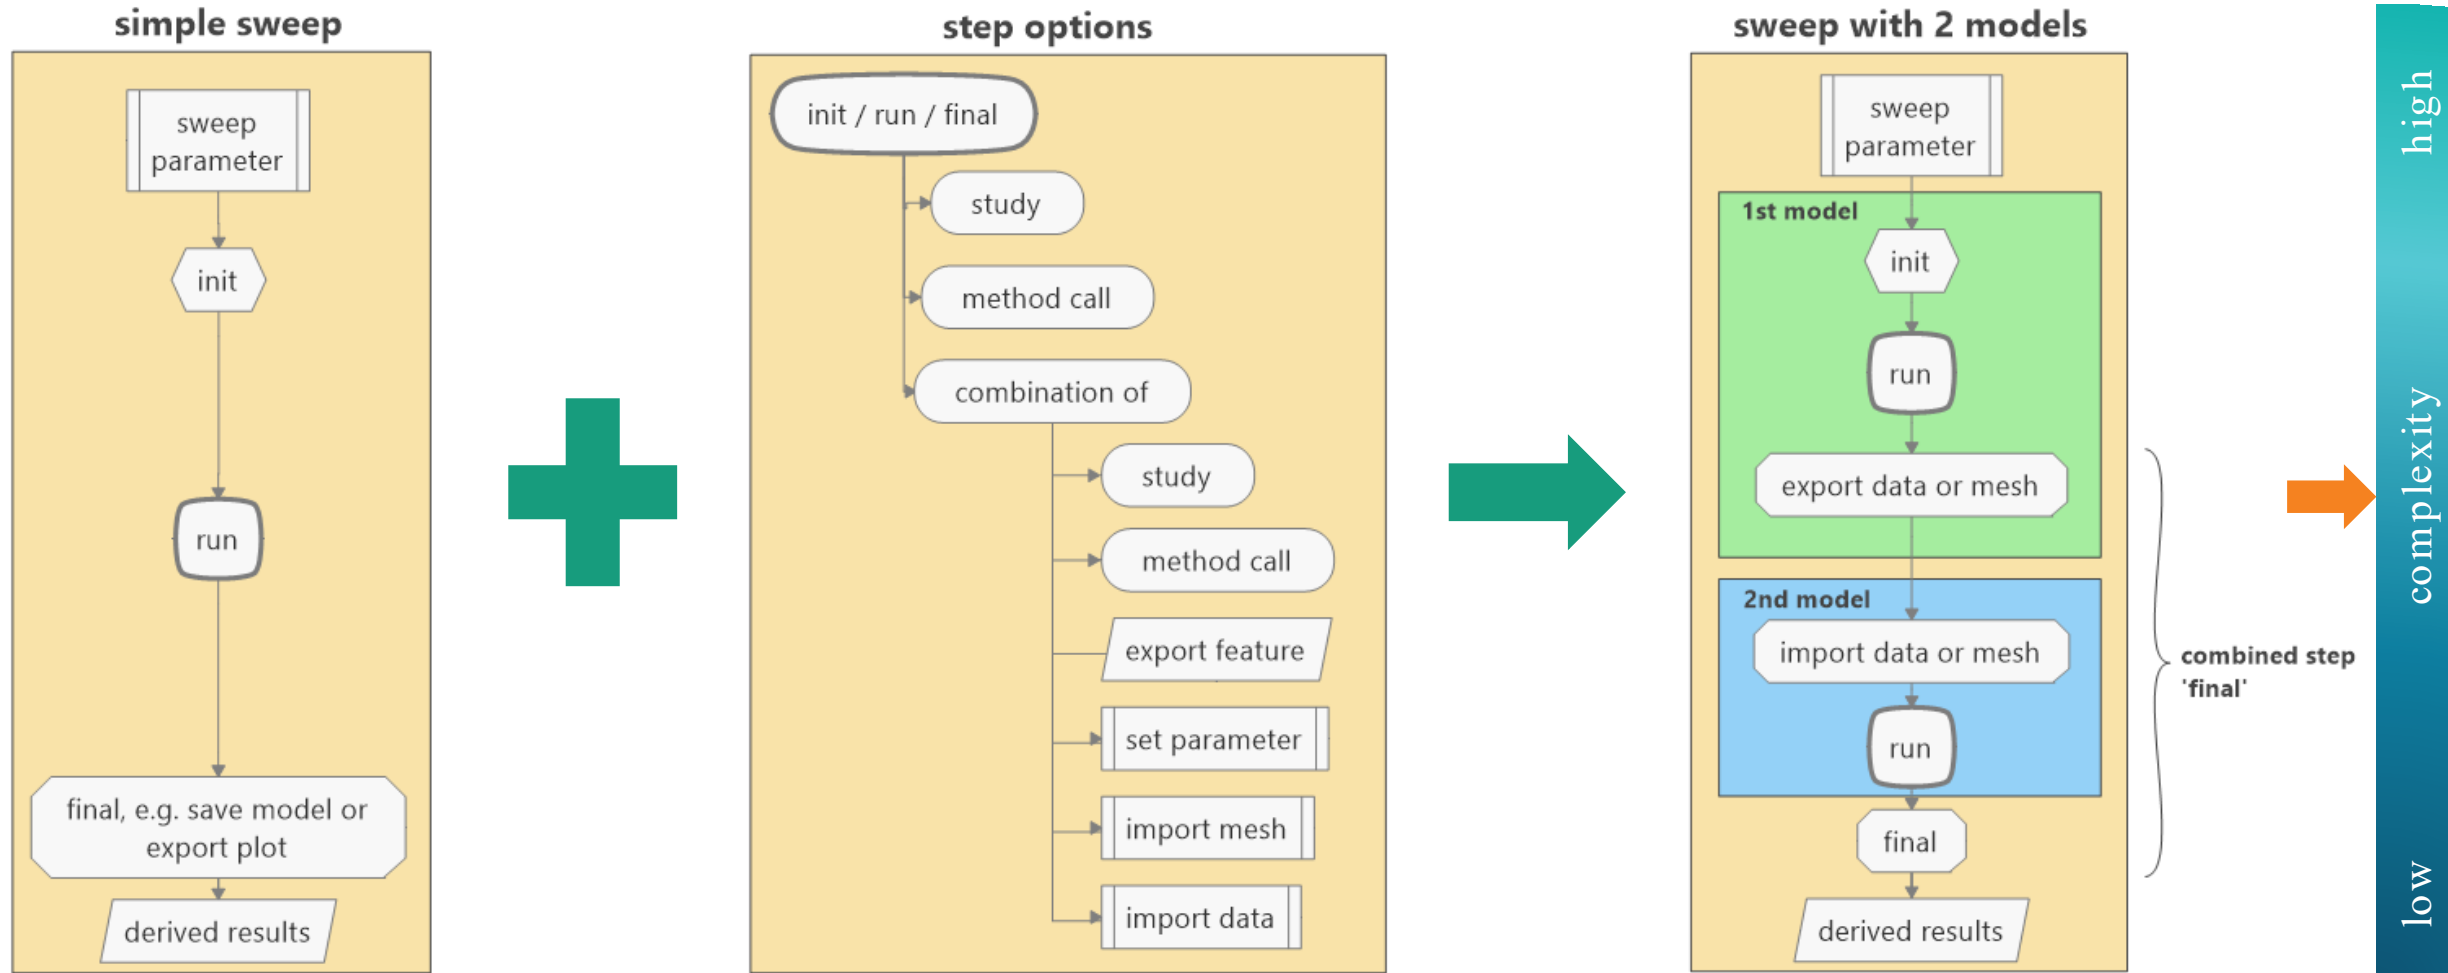 simple sweep
sweep
parameter
init
run
final, e.g. save model or
export plot
derived results
step options
init / run / final
study
method call
combination of
study
method call
export feature
set parameter
import mesh
import data
sweep with 2 models
sweep
parameter
1st model
init
run
export data or mesh
2nd model
import data or mesh
run
final
derived results
combined step
'final'
high
complexity
low